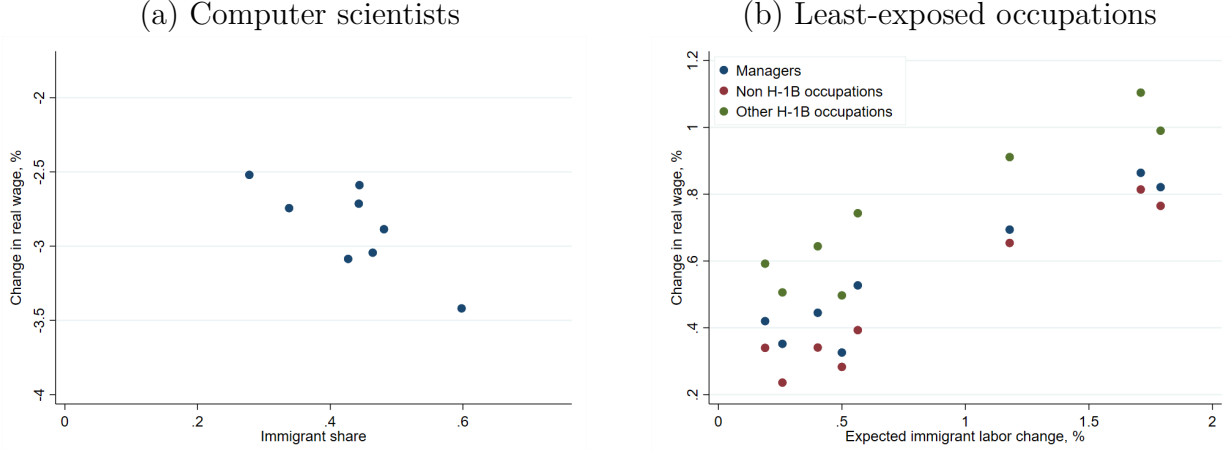 (a) Computer scientists
Change in real wage, %
-2
-2.5
-3
-3.5
-4
0 .2 .4 .6
Immigrant share
(b) Least-exposed occupations
Managers
Non H-1B occupations
Other H-1B occupations
Change in real wage, %
1.2
1
.8
.6
.4
.2
0 .5 1 1.5 2
Expected immigrant labor change, %